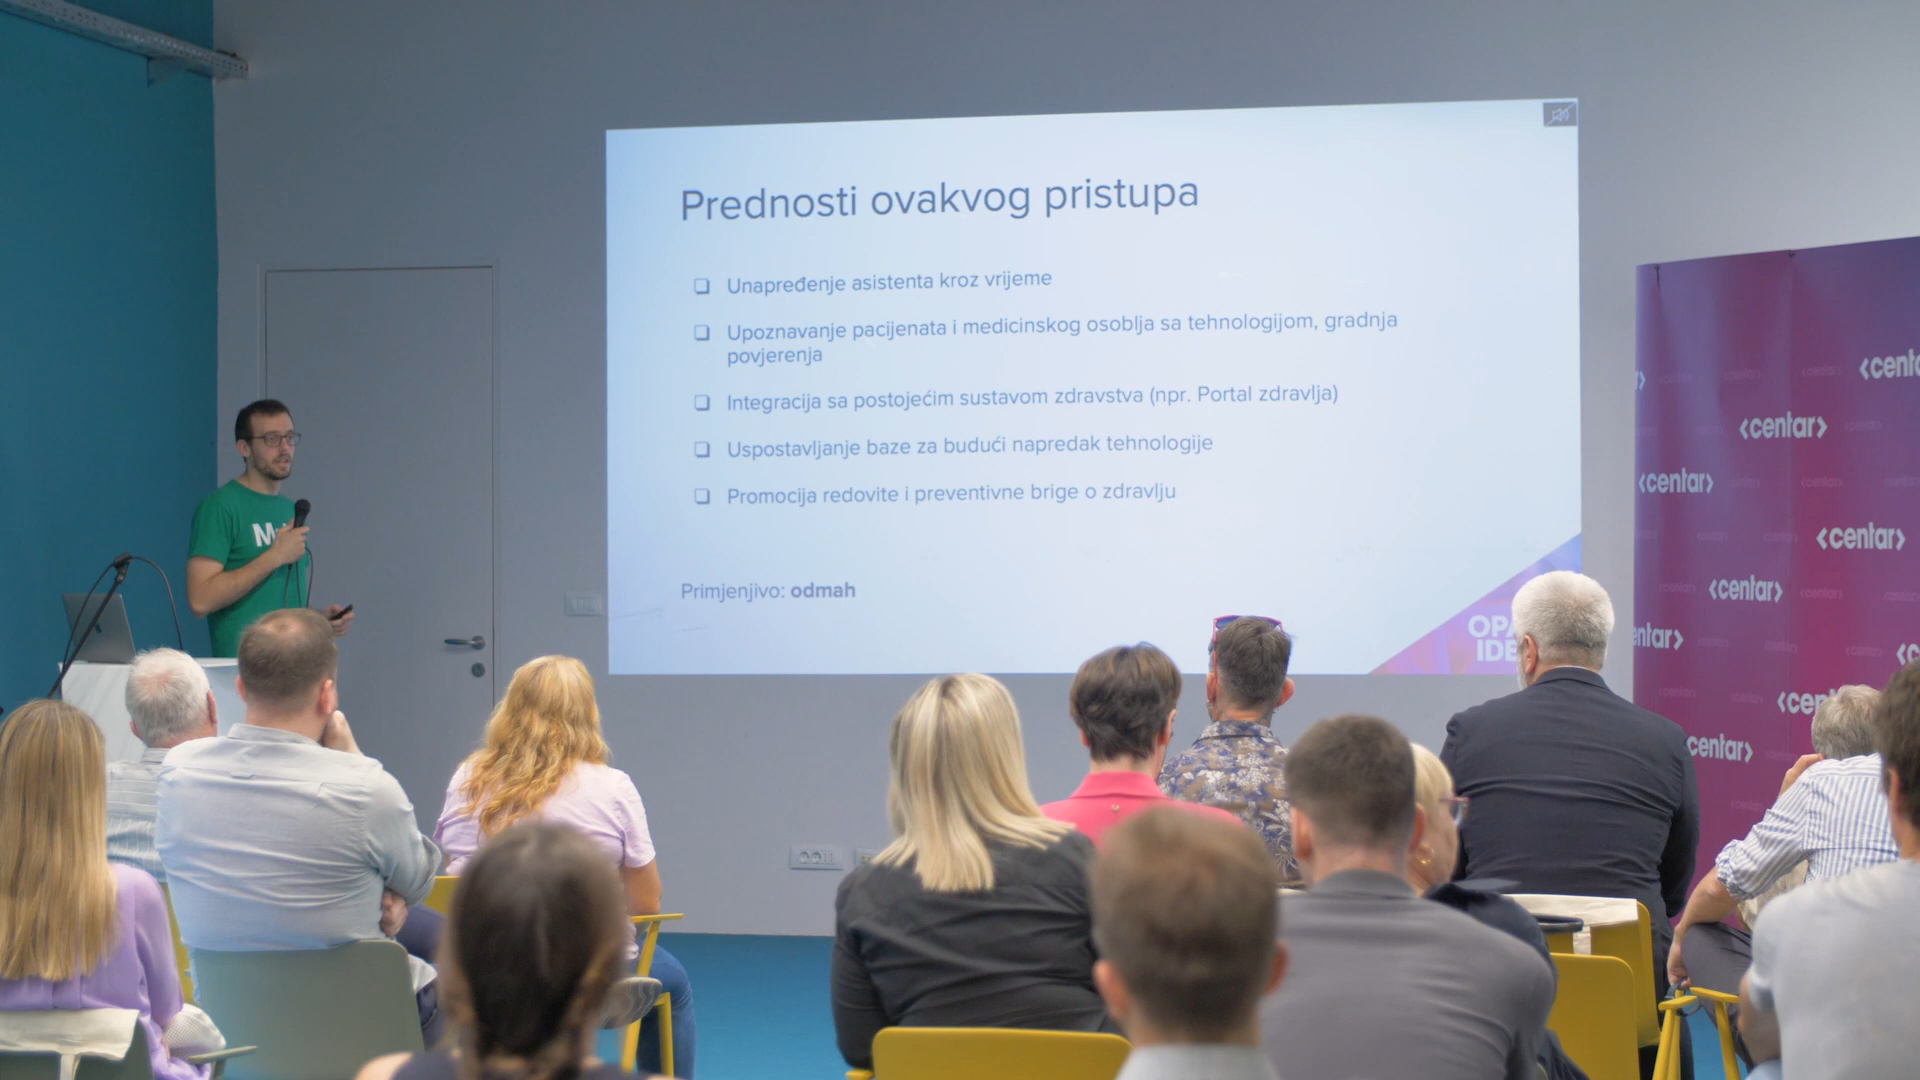 Prednosti ovakvog pristupa
❏ Unapređenje asistenta kroz vrijeme
❏ Upoznavanje pacijenata i medicinskog osoblja sa tehnologijom, gradnja
povjerenja
❏ Integracija sa postojećim sustavom zdravstva (npr. Portal zdravlja)
❏ Uspostavljanje baze za budući napredak tehnologije
❏ Promocija redovite i preventivne brige o zdravlju
Primjenjivo: odmah
<centar>
<centar>
<centar>
<centar>
centar>